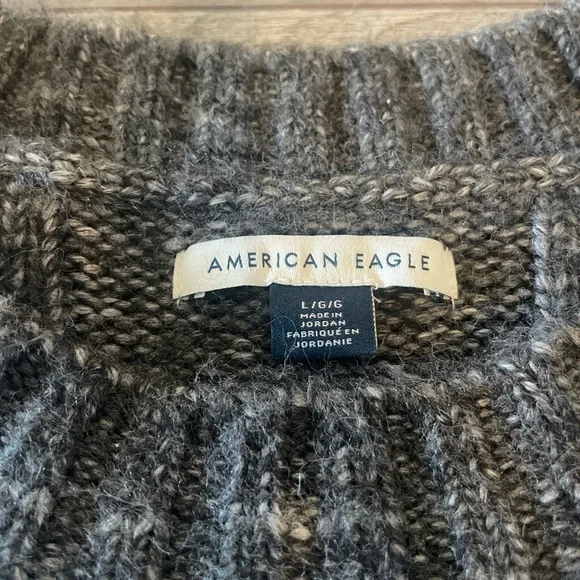 AMERICAN EAGLE
L/G/G
MADE IN
JORDAN
FABRIQUÉ EN
JORDANIE